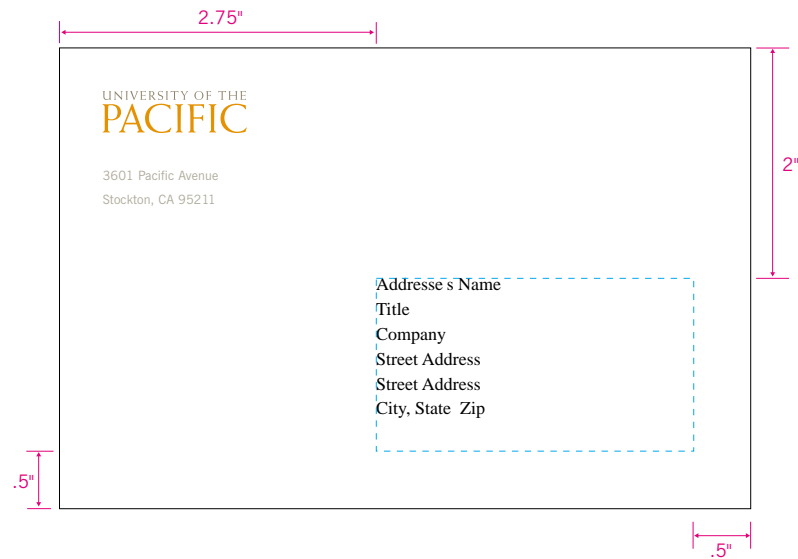 2.75"
UNIVERSITY OF THE
PACIFIC
2"
3601 Pacific Avenue
Stockton, CA 95211
Addresse s Name
Title
Company
Street Address
Street Address
City, State  Zip
.5"
.5"